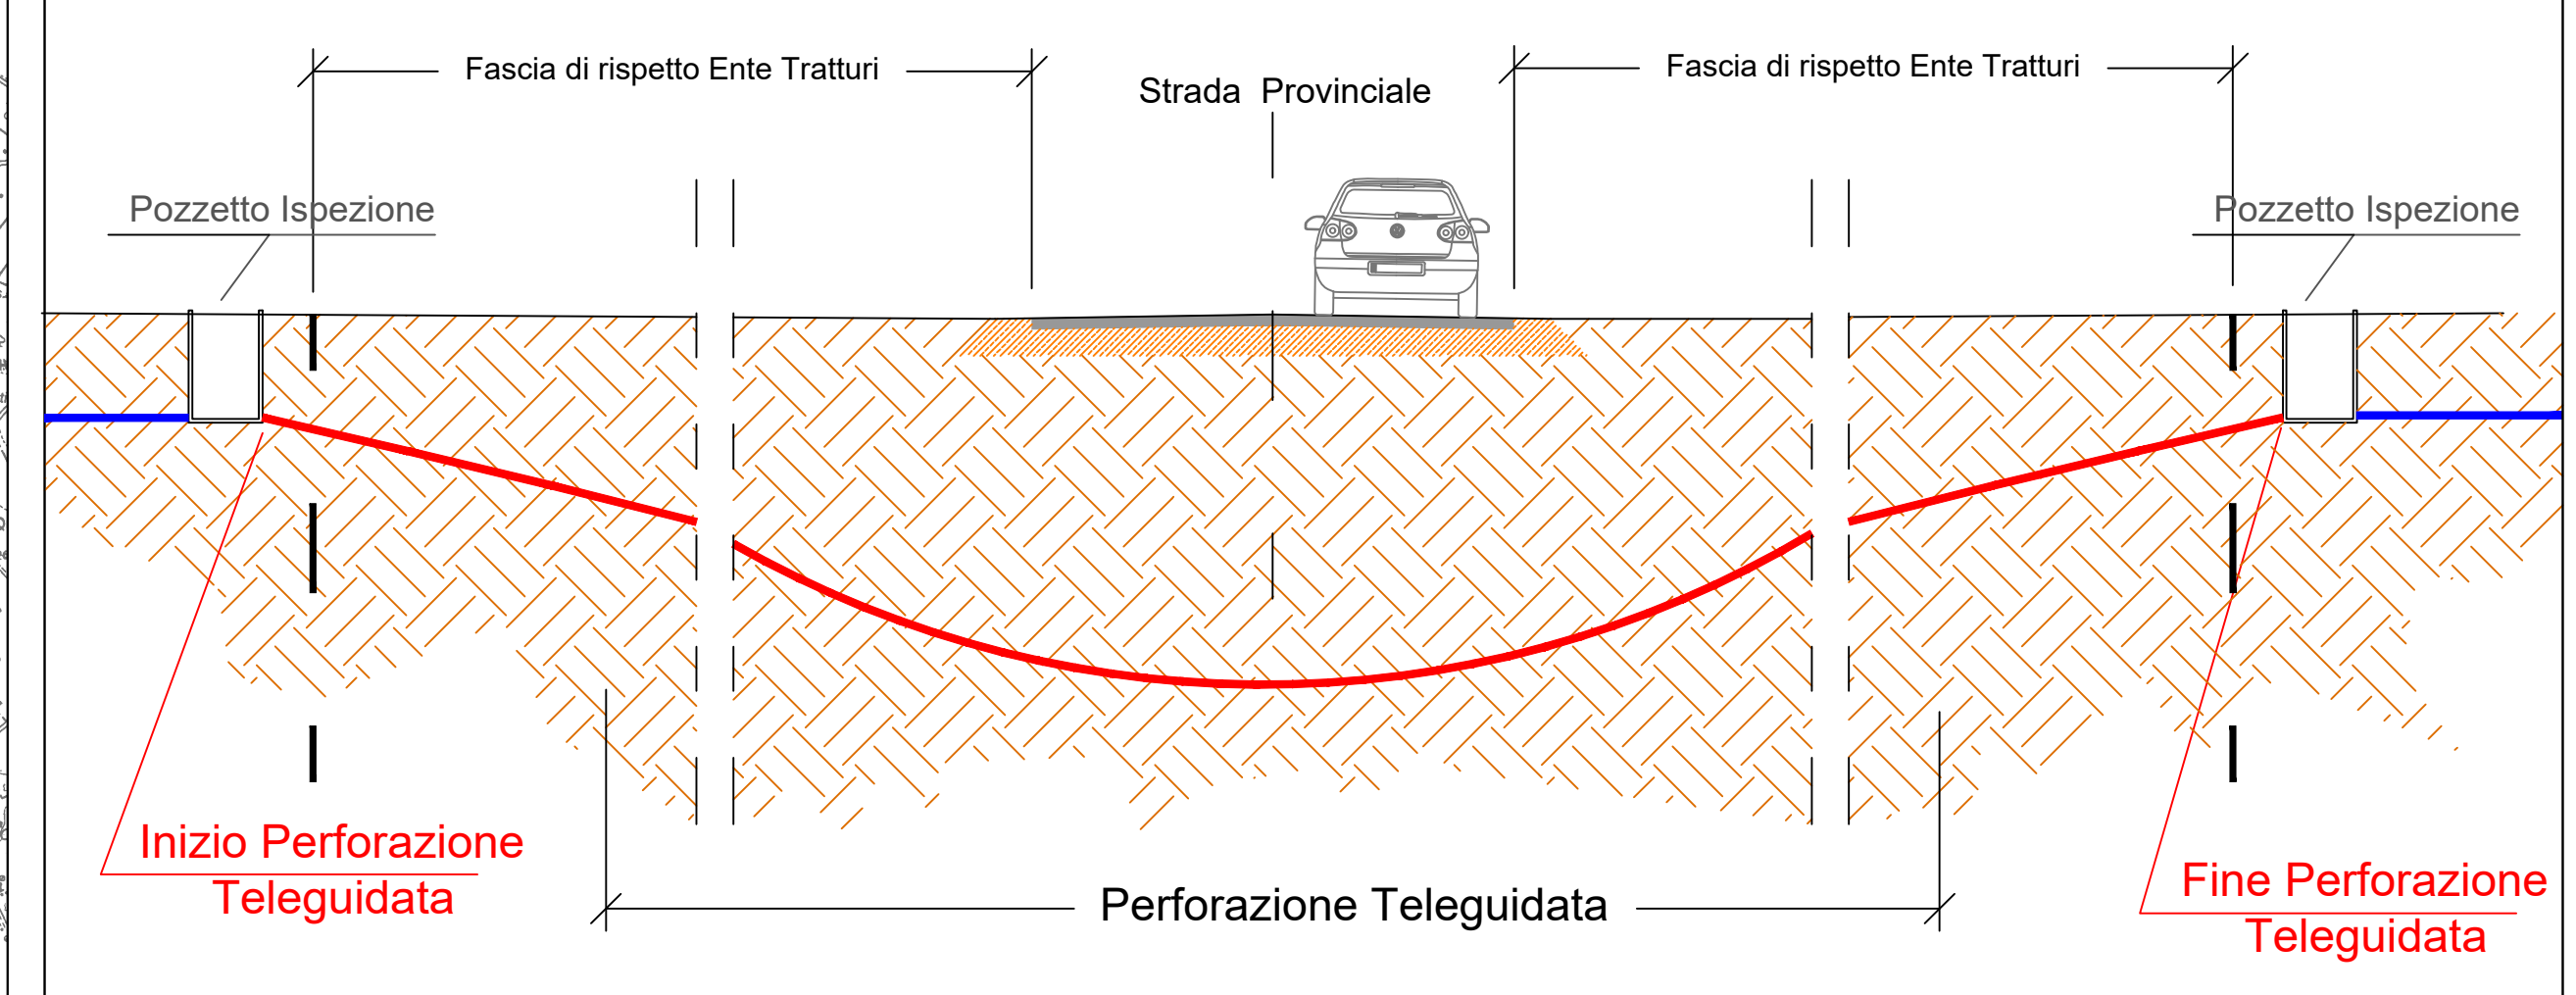 Fascia di rispetto Ente Tratturi
Strada Provinciale
Fascia di rispetto Ente Tratturi
Pozzetto Ispezione
Pozzetto Ispezione
Inizio Perforazione
Teleguidata
Perforazione Teleguidata
Fine Perforazione
Teleguidata